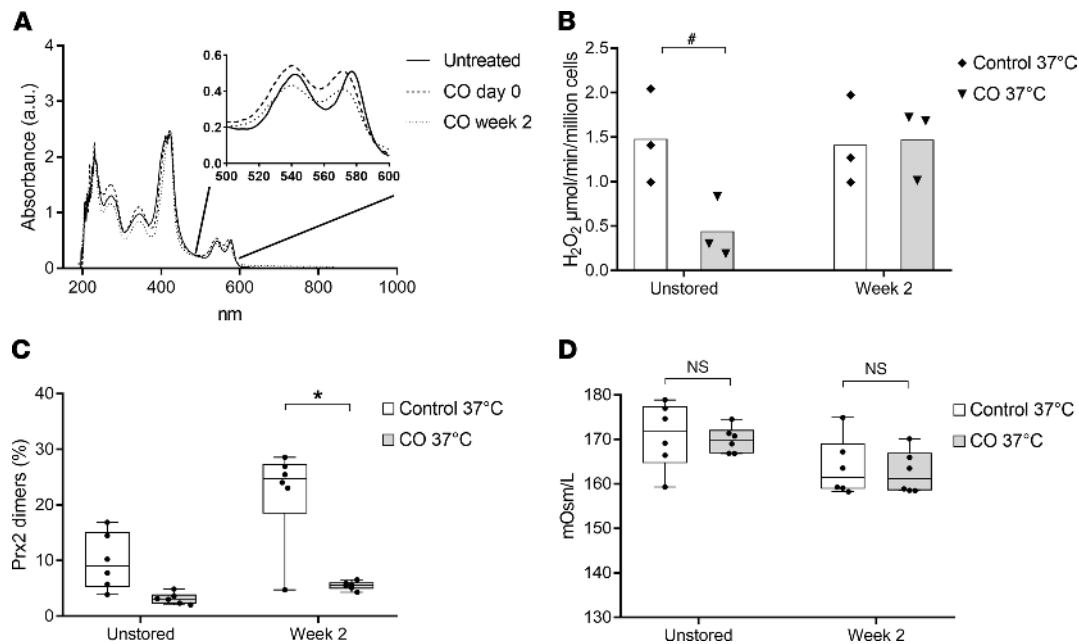 A
Absorbance (a.u.)
4
3
2
1
0
200 400 600 800 1000
nm
0.6
0.4
0.2
0.0
500 520 540 560 580 600
Untreated
CO day 0
CO week 2
B
H₂O₂ µmol/min/million cells
2.5
2.0
1.5
1.0
0.5
0.0
#
Unstored Week 2
Control 37°C
CO 37°C
C
Prx2 dimers (%)
40
30
20
10
0
*
Unstored Week 2
Control 37°C
CO 37°C
D
mOsm/L
180
170
160
150
140
130
NS NS
Unstored Week 2
Control 37°C
CO 37°C